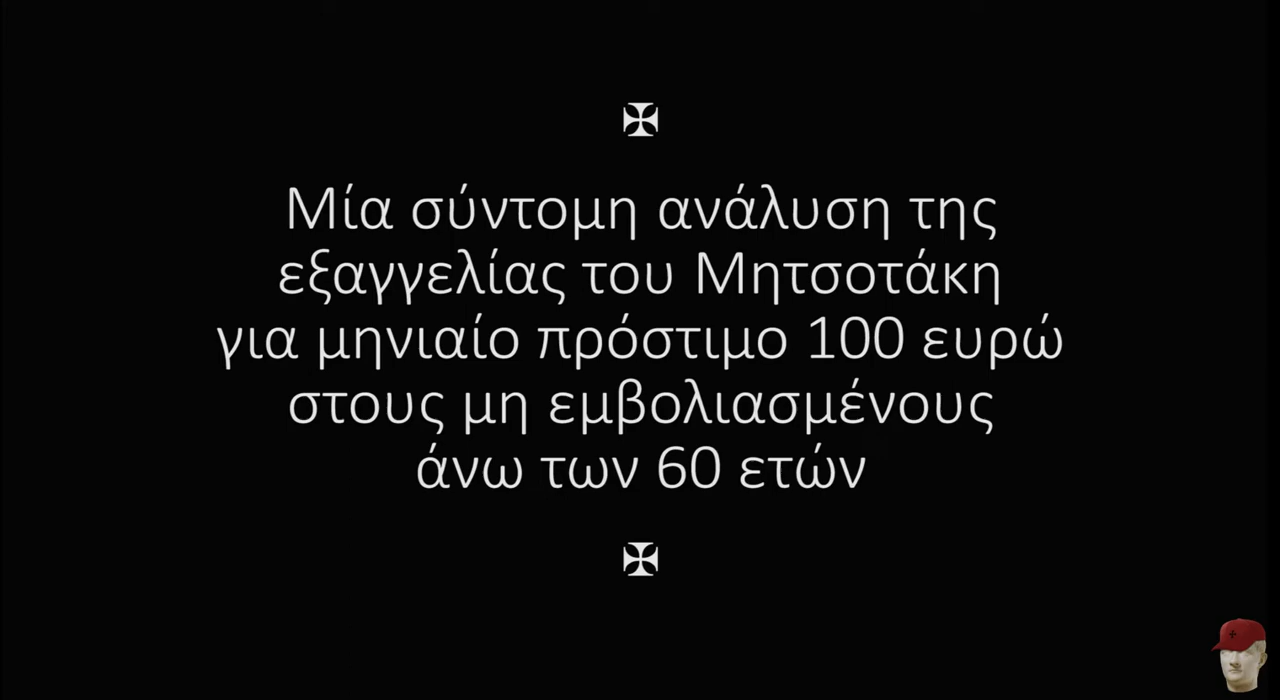 Μία σύντομη ανάλυση της
εξαγγελίας του Μητσοτάκη
για μηνιαίο πρόστιμο 100 ευρώ
στους μη εμβολιασμένους
άνω των 60 ετών